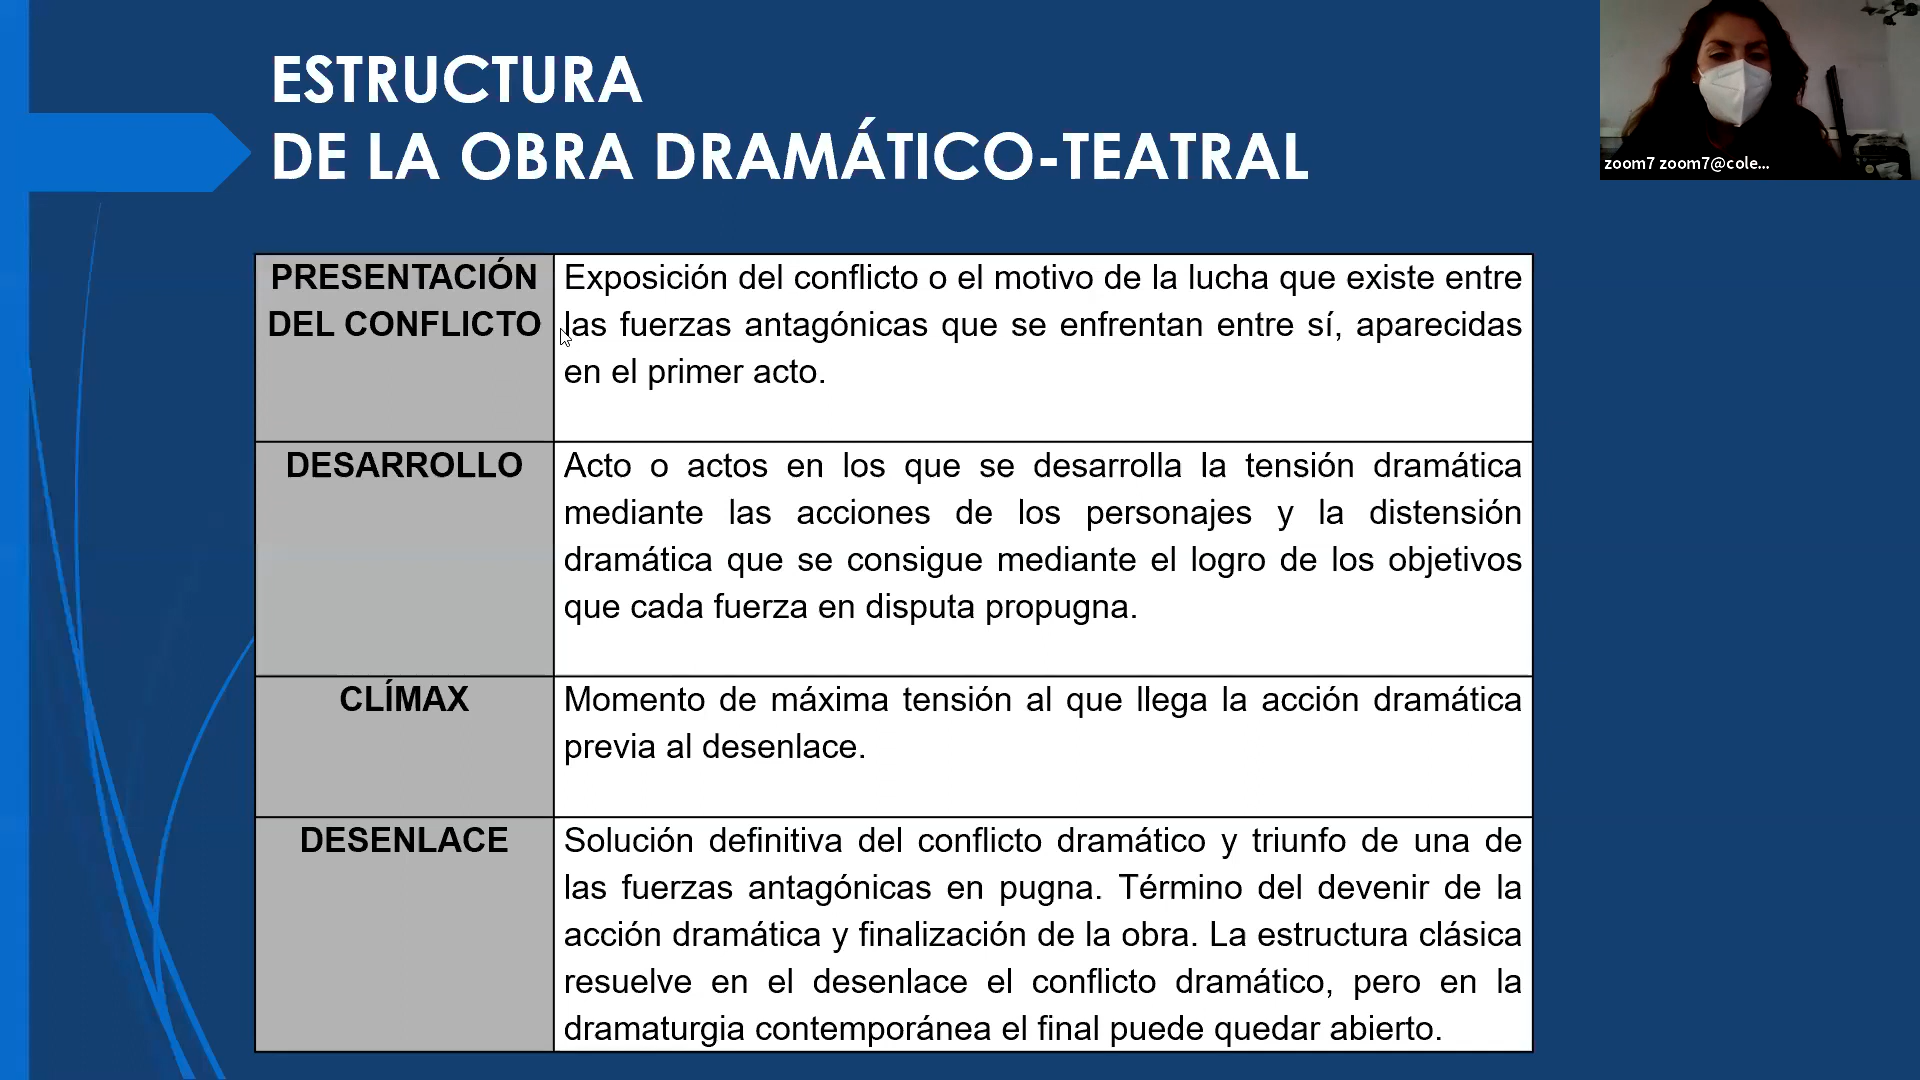 ESTRUCTURA
DE LA OBRA DRAMÁTICO-TEATRAL
zoom7 zoom7@cole...
PRESENTACIÓN
DEL CONFLICTO
Exposición del conflicto o el motivo de la lucha que existe entre
las fuerzas antagónicas que se enfrentan entre sí, aparecidas
en el primer acto.
DESARROLLO
Acto o actos en los que se desarrolla la tensión dramática
mediante las acciones de los personajes y la distensión
dramática que se consigue mediante el logro de los objetivos
que cada fuerza en disputa propugna.
CLÍMAX
Momento de máxima tensión al que llega la acción dramática
previa al desenlace.
DESENLACE
Solución definitiva del conflicto dramático y triunfo de una de
las fuerzas antagónicas en pugna. Término del devenir de la
acción dramática y finalización de la obra. La estructura clásica
resuelve en el desenlace el conflicto dramático, pero en la
dramaturgia contemporánea el final puede quedar abierto.